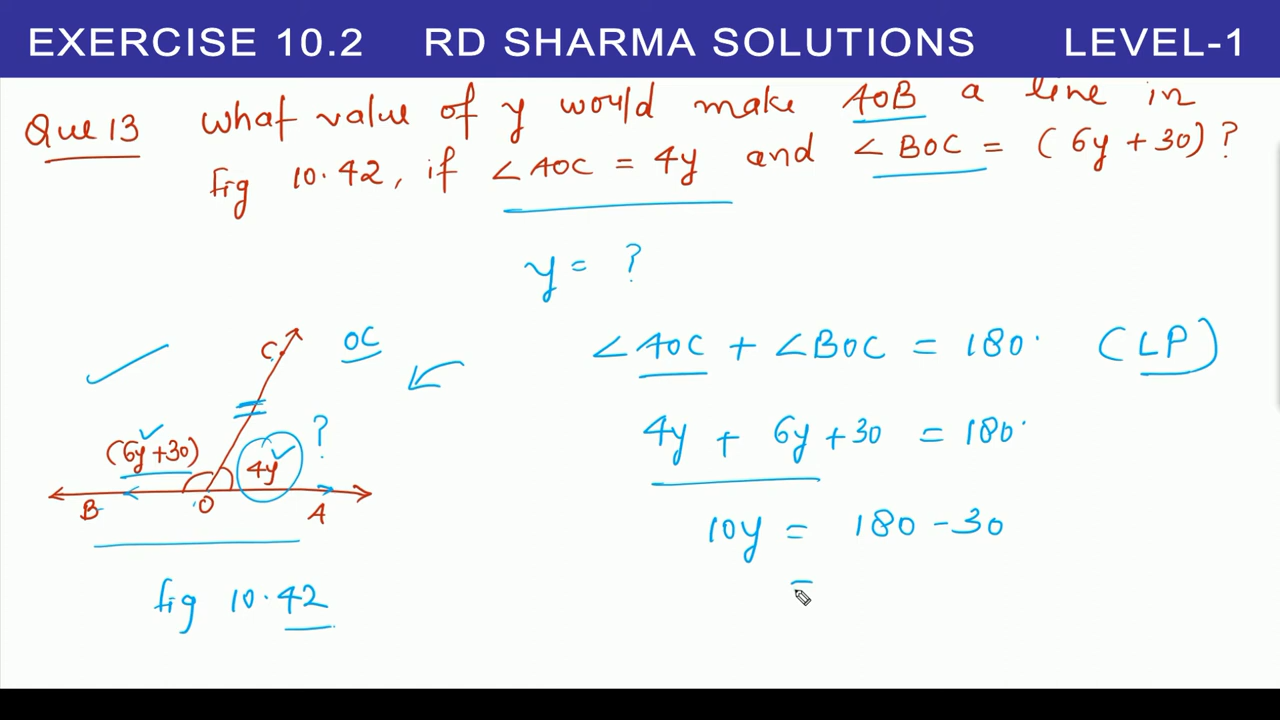 EXERCISE 10.2 RD SHARMA SOLUTIONS LEVEL-1
Que 13 what value of y would make AOB a line in
fig 10.42, if ∠AOC = 4y and ∠BOC = (6y + 30)?
y = ?
C OC
∠AOC + ∠BOC = 180° (LP)
(6y+30) 4y ?
4y + 6y + 30 = 180°
B O A
10y = 180 - 30
fig 10.42
=